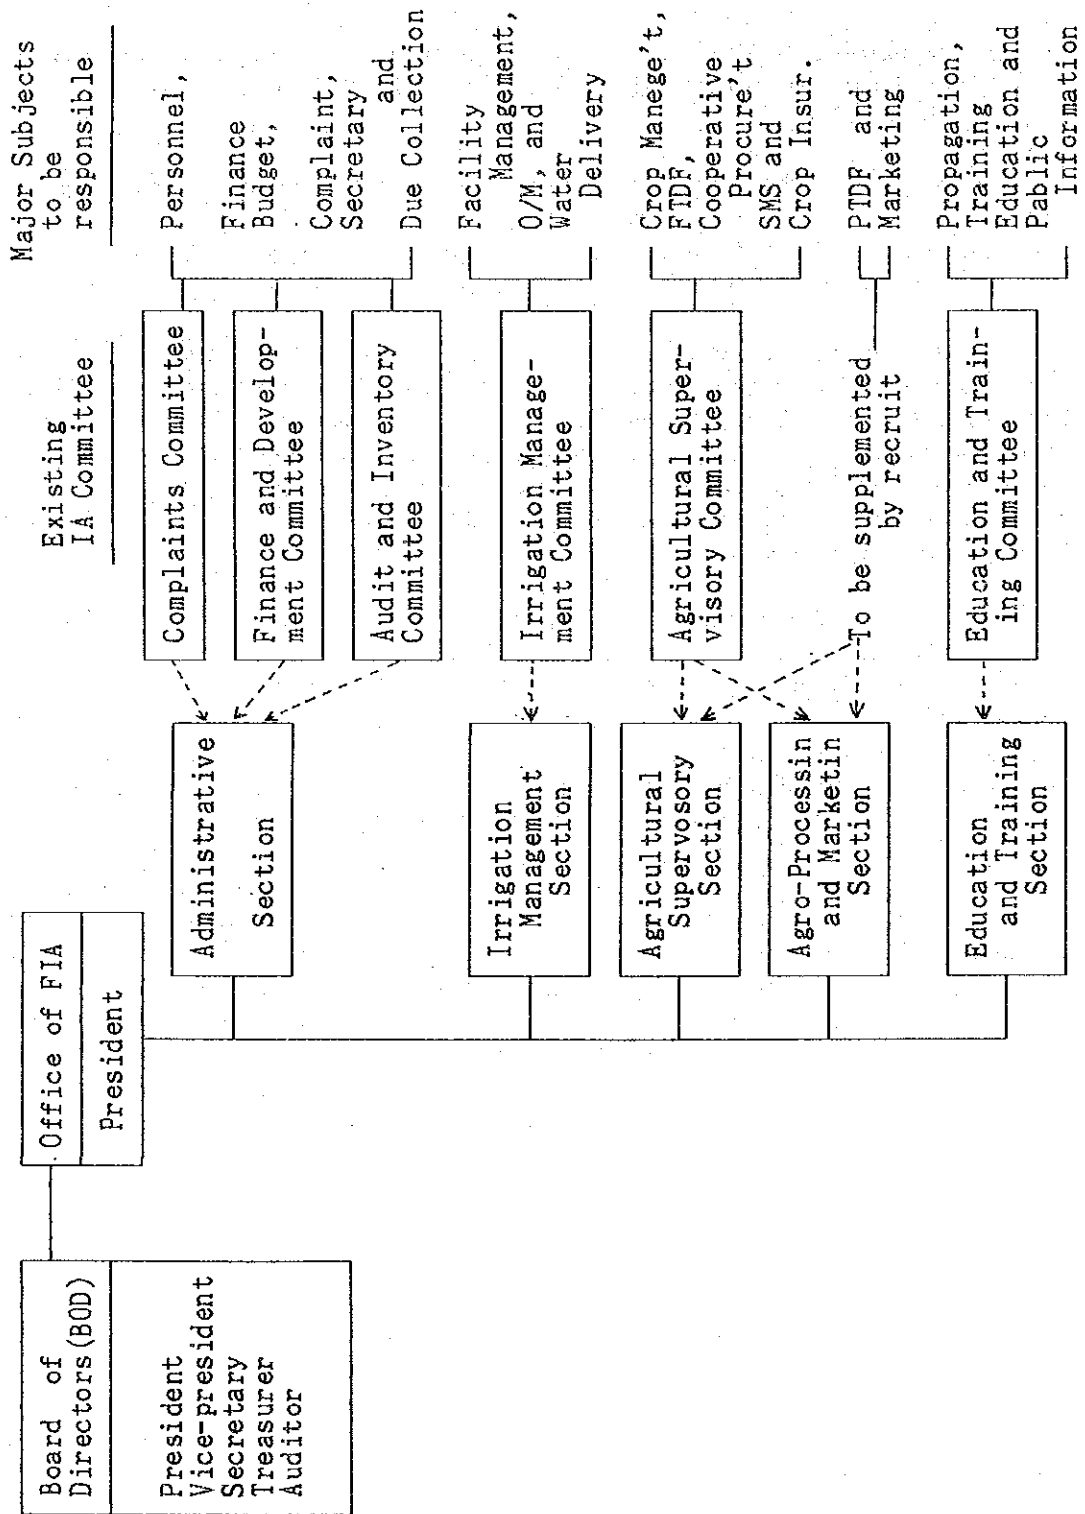 Board of
Directors(BOD)
President
Vice-president
Secretary
Treasurer
Auditor
Office of FIA
President
Existing
IA Committee
Major Subjects
to be
responsible
Administrative
Section
Complaints Committee
Finance and Develop-
ment Committee
Audit and Inventory
Committee
Personnel,
Finance
Budget,
Complaint,
Secretary
and
Due Collection
Irrigation
Management
Section
Irrigation Manage-
ment Committee
Facility
Management,
O/M, and
Water
Delivery
Agricultural
Supervosory
Section
Agricultural Super-
visory Committee
Crop Manege't,
FTDF,
Cooperative
Procure't
SMS and
Crop Insur.
Agro-Processin
and Marketin
Section
To be supplemented
by recruit
PTDF and
Marketing
Education
and Training
Section
Education and Train-
ing Committee
Propagation,
Training
Education and
Pablic
Information